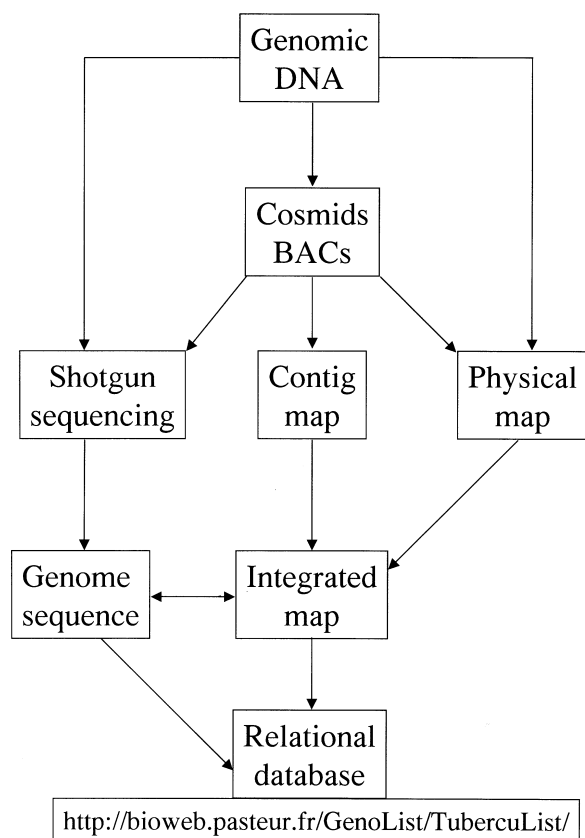 Genomic
DNA
Cosmids
BACs
Shotgun
sequencing
Contig
map
Physical
map
Genome
sequence
Integrated
map
Relational
database
http://bioweb.pasteur.fr/GenoList/TubercuList/